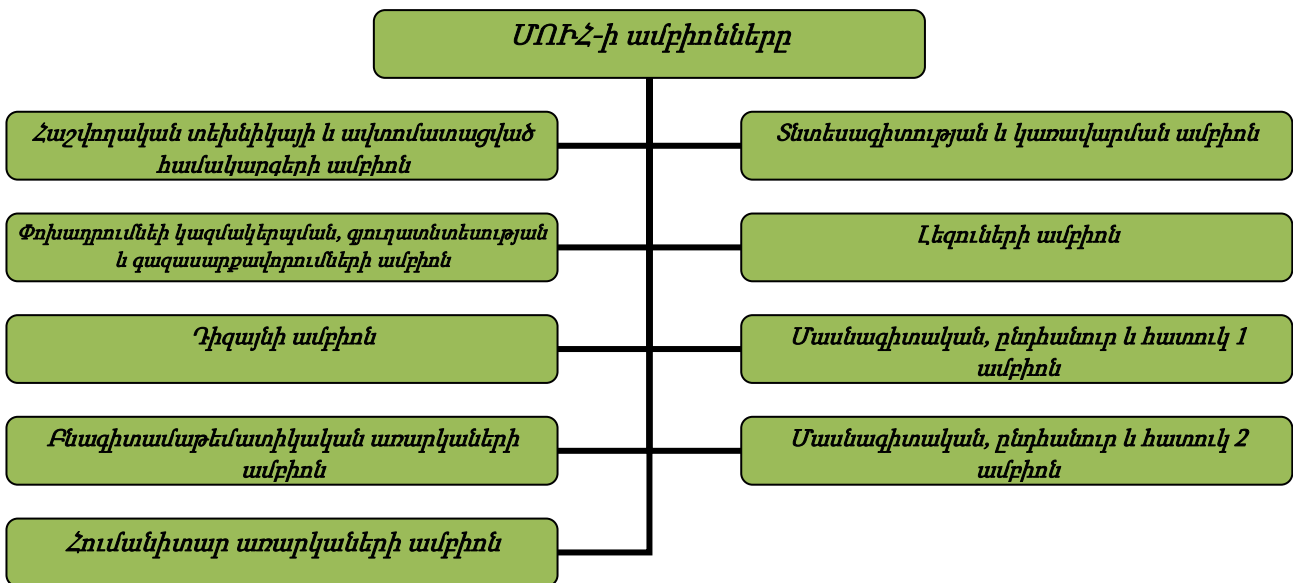 ՄՈՒՀ-ի ամբիոնները
Հաշվողական տեխնիկայի և ավտոմատացված
համակարգերի ամբիոն
Տնտեսագիտության և կառավարման ամբիոն
Փոխադրումնեի կազմակերպման, գյուղատնտեսության
և գազասարքավորումների ամբիոն
Լեզուների ամբիոն
Դիզայնի ամբիոն
Մասնագիտական, ընդհանուր և հատուկ 1
ամբիոն
Բնագիտամաթեմատիկական առարկաների
ամբիոն
Մասնագիտական, ընդհանուր և հատուկ 2
ամբիոն
Հումանիտար առարկաների ամբիոն